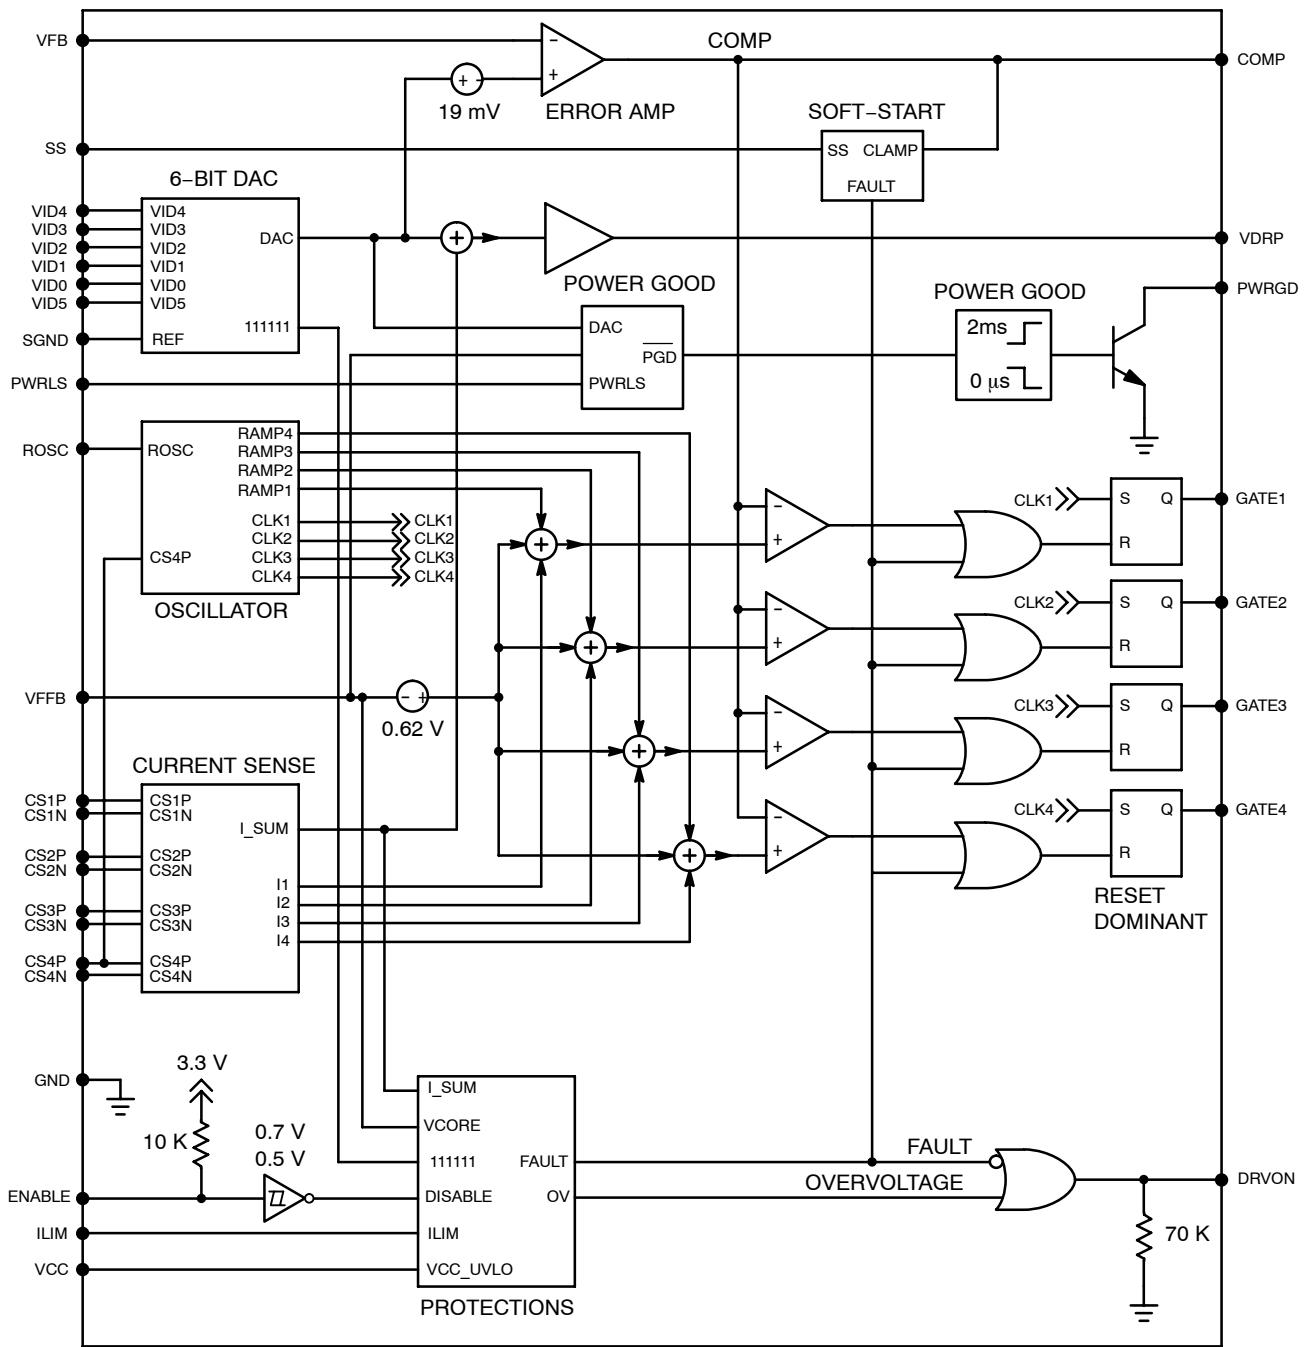 VFB
−
+
COMP
COMP
+ -
19 mV
ERROR AMP
SOFT−START
SS
SS CLAMP
FAULT
6−BIT DAC
VID4
VID3
VID2
VID1
VID0
VID5
SGND
VID4
VID3
VID2
VID1
VID0
VID5
REF
DAC
111111
+
VDRP
POWER GOOD
DAC
PGD
PWRLS
POWER GOOD
2ms
0 μs
PWRGD
PWRLS
ROSC
ROSC
CS4P
RAMP4
RAMP3
RAMP2
RAMP1
CLK1
CLK2
CLK3
CLK4
CLK1
CLK2
CLK3
CLK4
OSCILLATOR
+
+
+
+
−
+
−
+
−
+
−
+
CLK1
S Q
R
GATE1
CLK2
S Q
R
GATE2
CLK3
S Q
R
GATE3
CLK4
S Q
R
GATE4
RESET
DOMINANT
VFFB
- +
0.62 V
CURRENT SENSE
CS1P
CS1N
CS2P
CS2N
CS3P
CS3N
CS4P
CS4N
CS1P
CS1N
CS2P
CS2N
CS3P
CS3N
CS4P
CS4N
I_SUM
I1
I2
I3
I4
GND
3.3 V
10 K
0.7 V
0.5 V
ENABLE
ILIM
VCC
I_SUM
VCORE
111111
DISABLE
ILIM
VCC_UVLO
FAULT
OV
PROTECTIONS
FAULT
OVERVOLTAGE
DRVON
70 K